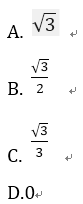 A. √3
B. √3/2
C. √3/3
D.0